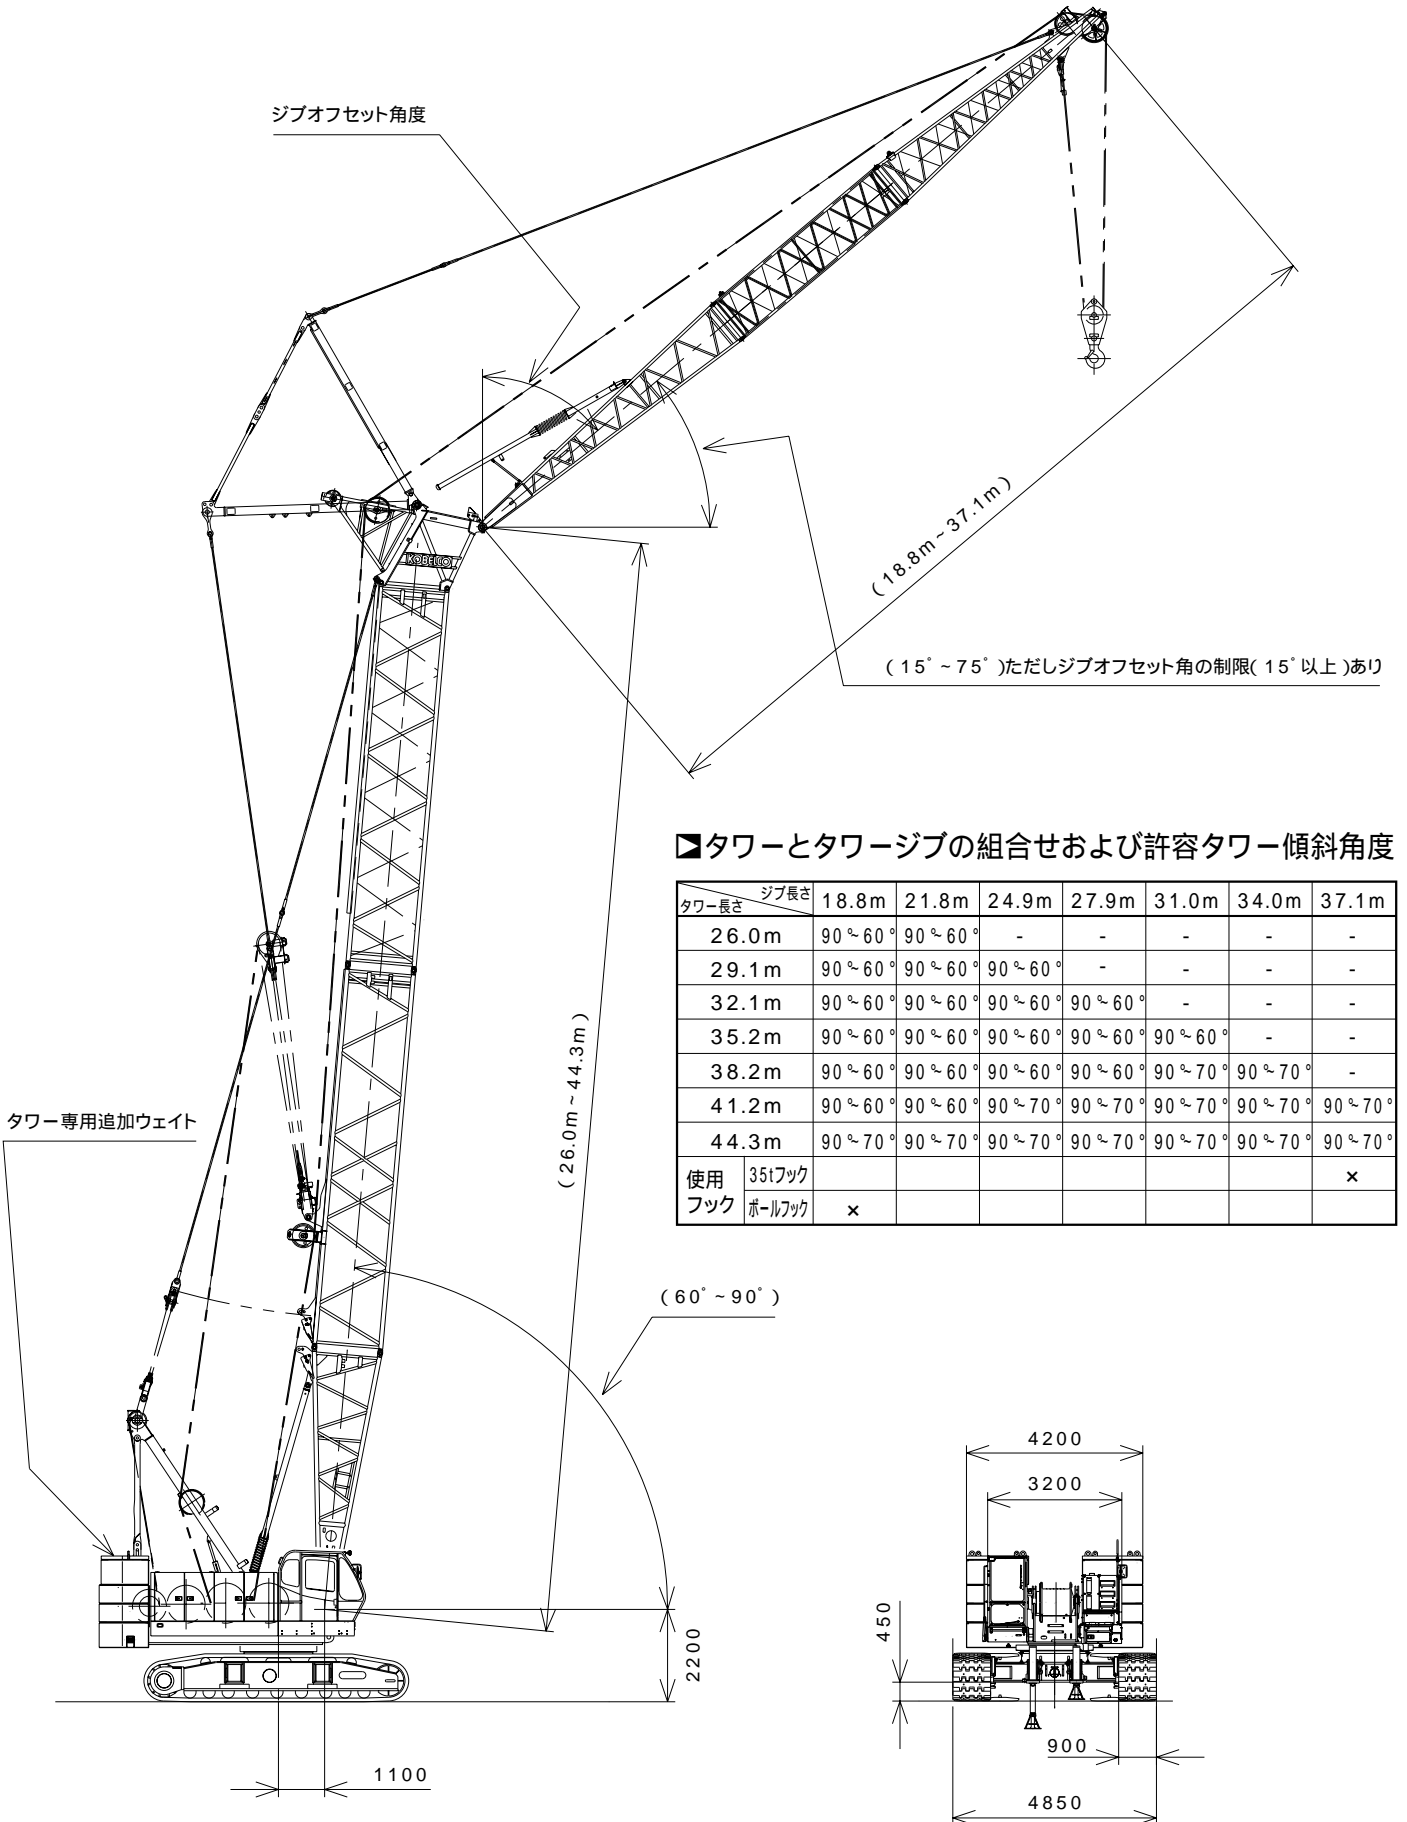 ジブオフセット角度
KOBELCO
(18.8m~37.1m)
(15°~75°)ただしジブオフセット角の制限(15°以上)あり
▶タワーとタワージブの組合せおよび許容タワー傾斜角度
タワー長さ ジブ長さ 18.8m 21.8m 24.9m 27.9m 31.0m 34.0m 37.1m
26.0m 90°~60° 90°~60° - - - - -
29.1m 90°~60° 90°~60° 90°~60° - - - -
32.1m 90°~60° 90°~60° 90°~60° 90°~60° - - -
35.2m 90°~60° 90°~60° 90°~60° 90°~60° 90°~60° - -
38.2m 90°~60° 90°~60° 90°~60° 90°~60° 90°~70° 90°~70° -
41.2m 90°~60° 90°~60° 90°~70° 90°~70° 90°~70° 90°~70° 90°~70°
44.3m 90°~70° 90°~70° 90°~70° 90°~70° 90°~70° 90°~70° 90°~70°
使用フック 35tフック ×
ボールフック ×
(26.0m~44.3m)
タワー専用追加ウェイト
(60°~90°)
2200
1100
4200
3200
450
900
4850